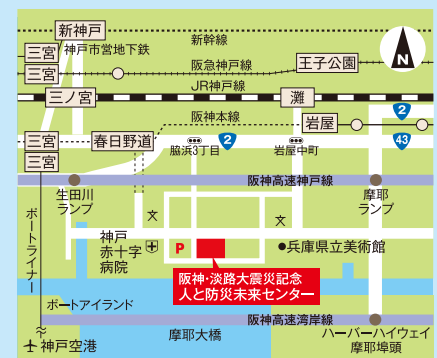 新神戸
新幹線
三宮
神戸市営地下鉄
三宮
阪急神戸線
王子公園
N
JR神戸線
三ノ宮
灘
阪神本線
2
岩屋
三宮
春日野道
2
43
脇浜3丁目
岩屋中町
三宮
阪神高速神戸線
生田川
ランプ
摩耶
ランプ
文
文
ポートライナー
神戸
赤十字
病院
P
兵庫県立美術館
阪神・淡路大震災記念
人と防災未来センター
ポートアイランド
阪神高速湾岸線
神戸空港
摩耶大橋
ハーバーハイウェイ
摩耶埠頭